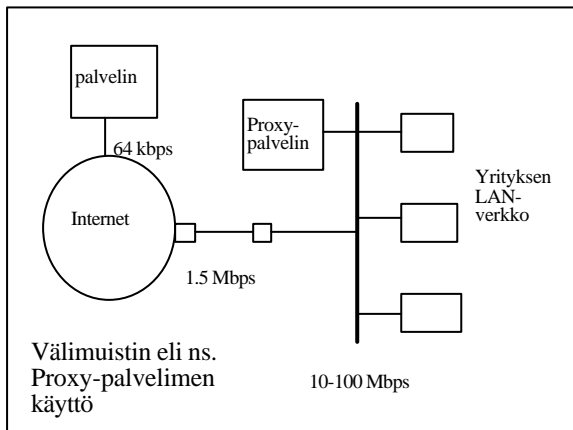 palvelin
64 kbps
Internet
1.5 Mbps
Proxy-
palvelin
Yrityksen
LAN-
verkko
10-100 Mbps
Välimuistin eli ns.
Proxy-palvelimen
käyttö